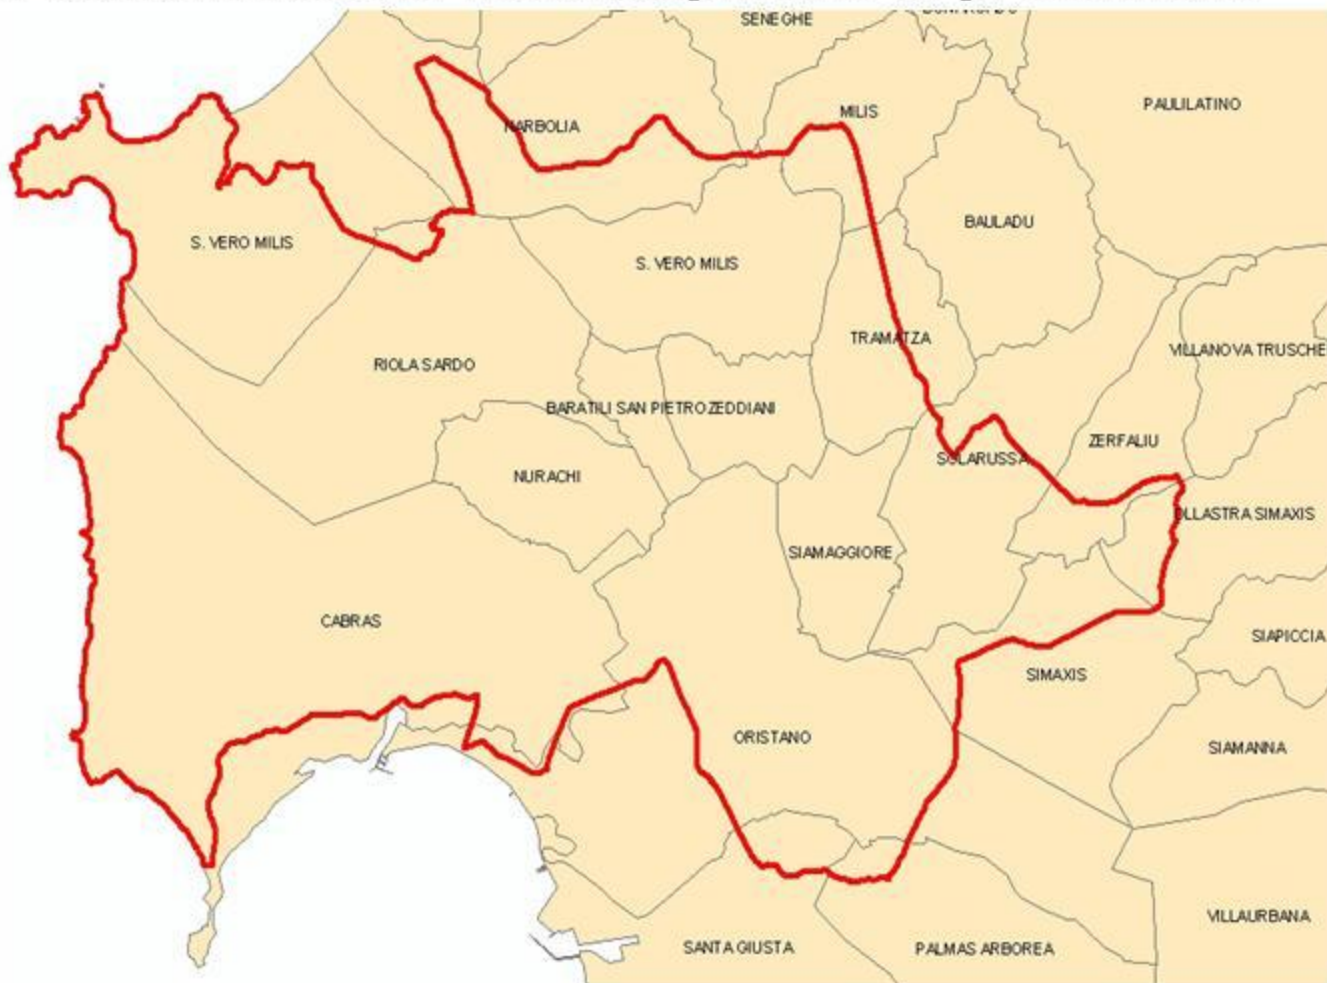 SENEGHE
PAULILATINO
MILIS
NARBOLIA
BAULADU
S. VERO MILIS
S. VERO MILIS
TRAMATZA
VILLANOVA TRUSCHE
RIOLA SARDO
BARATILI SAN PIETRO ZEDDIANI
ZERFALIU
SOLARUSSA
NURACHI
OLLASTRA SIMAXIS
SIAMAGGIORE
CABRAS
SIAPICCIA
SIMAXIS
ORISTANO
SIAMANNA
VILLAURBANA
SANTA GIUSTA
PALMAS ARBOREA